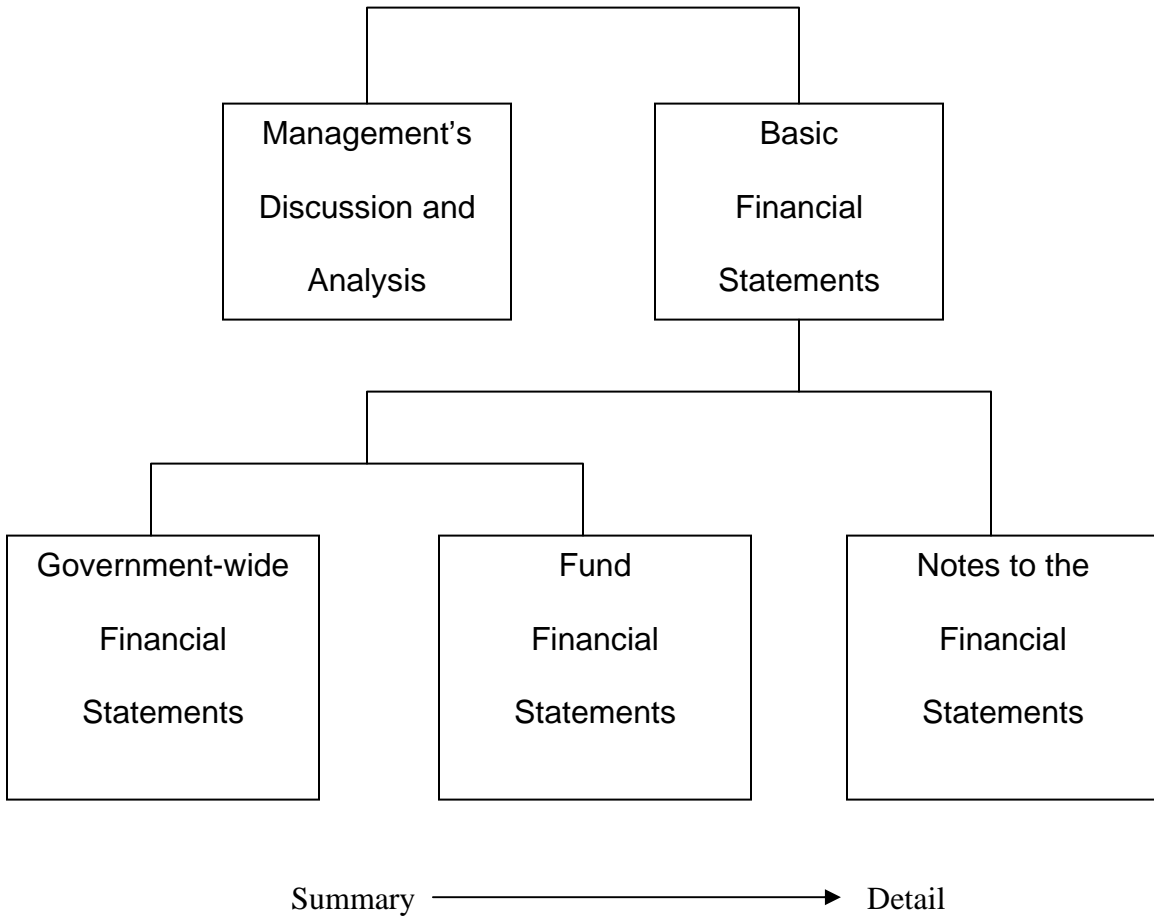 Management’s
Discussion and
Analysis
Basic
Financial
Statements
Government-wide
Financial
Statements
Fund
Financial
Statements
Notes to the
Financial
Statements
Summary
Detail